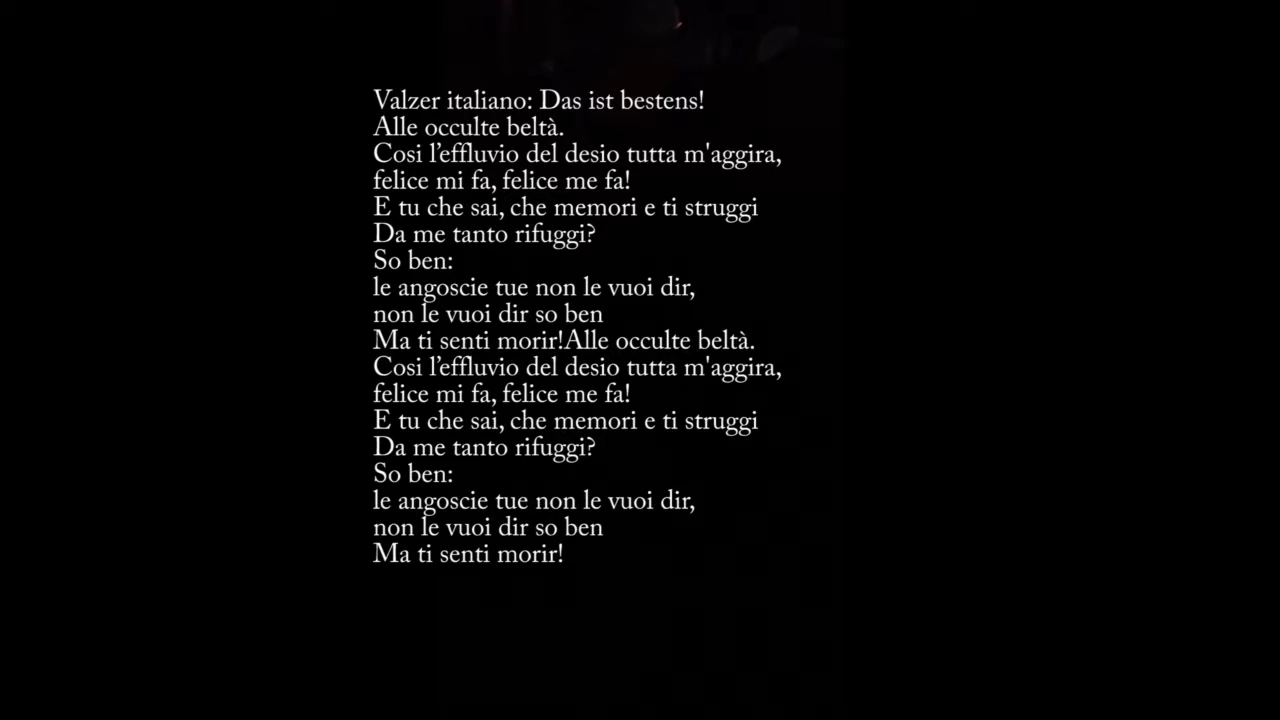 Valzer italiano: Das ist bestens!
Alle occulte beltà.
Cosi l’effluvio del desio tutta m'aggira,
felice mi fa, felice me fa!
E tu che sai, che memori e ti struggi
Da me tanto rifuggi?
So ben:
le angoscie tue non le vuoi dir,
non le vuoi dir so ben
Ma ti senti morir!Alle occulte beltà.
Cosi l’effluvio del desio tutta m'aggira,
felice mi fa, felice me fa!
E tu che sai, che memori e ti struggi
Da me tanto rifuggi?
So ben:
le angoscie tue non le vuoi dir,
non le vuoi dir so ben
Ma ti senti morir!